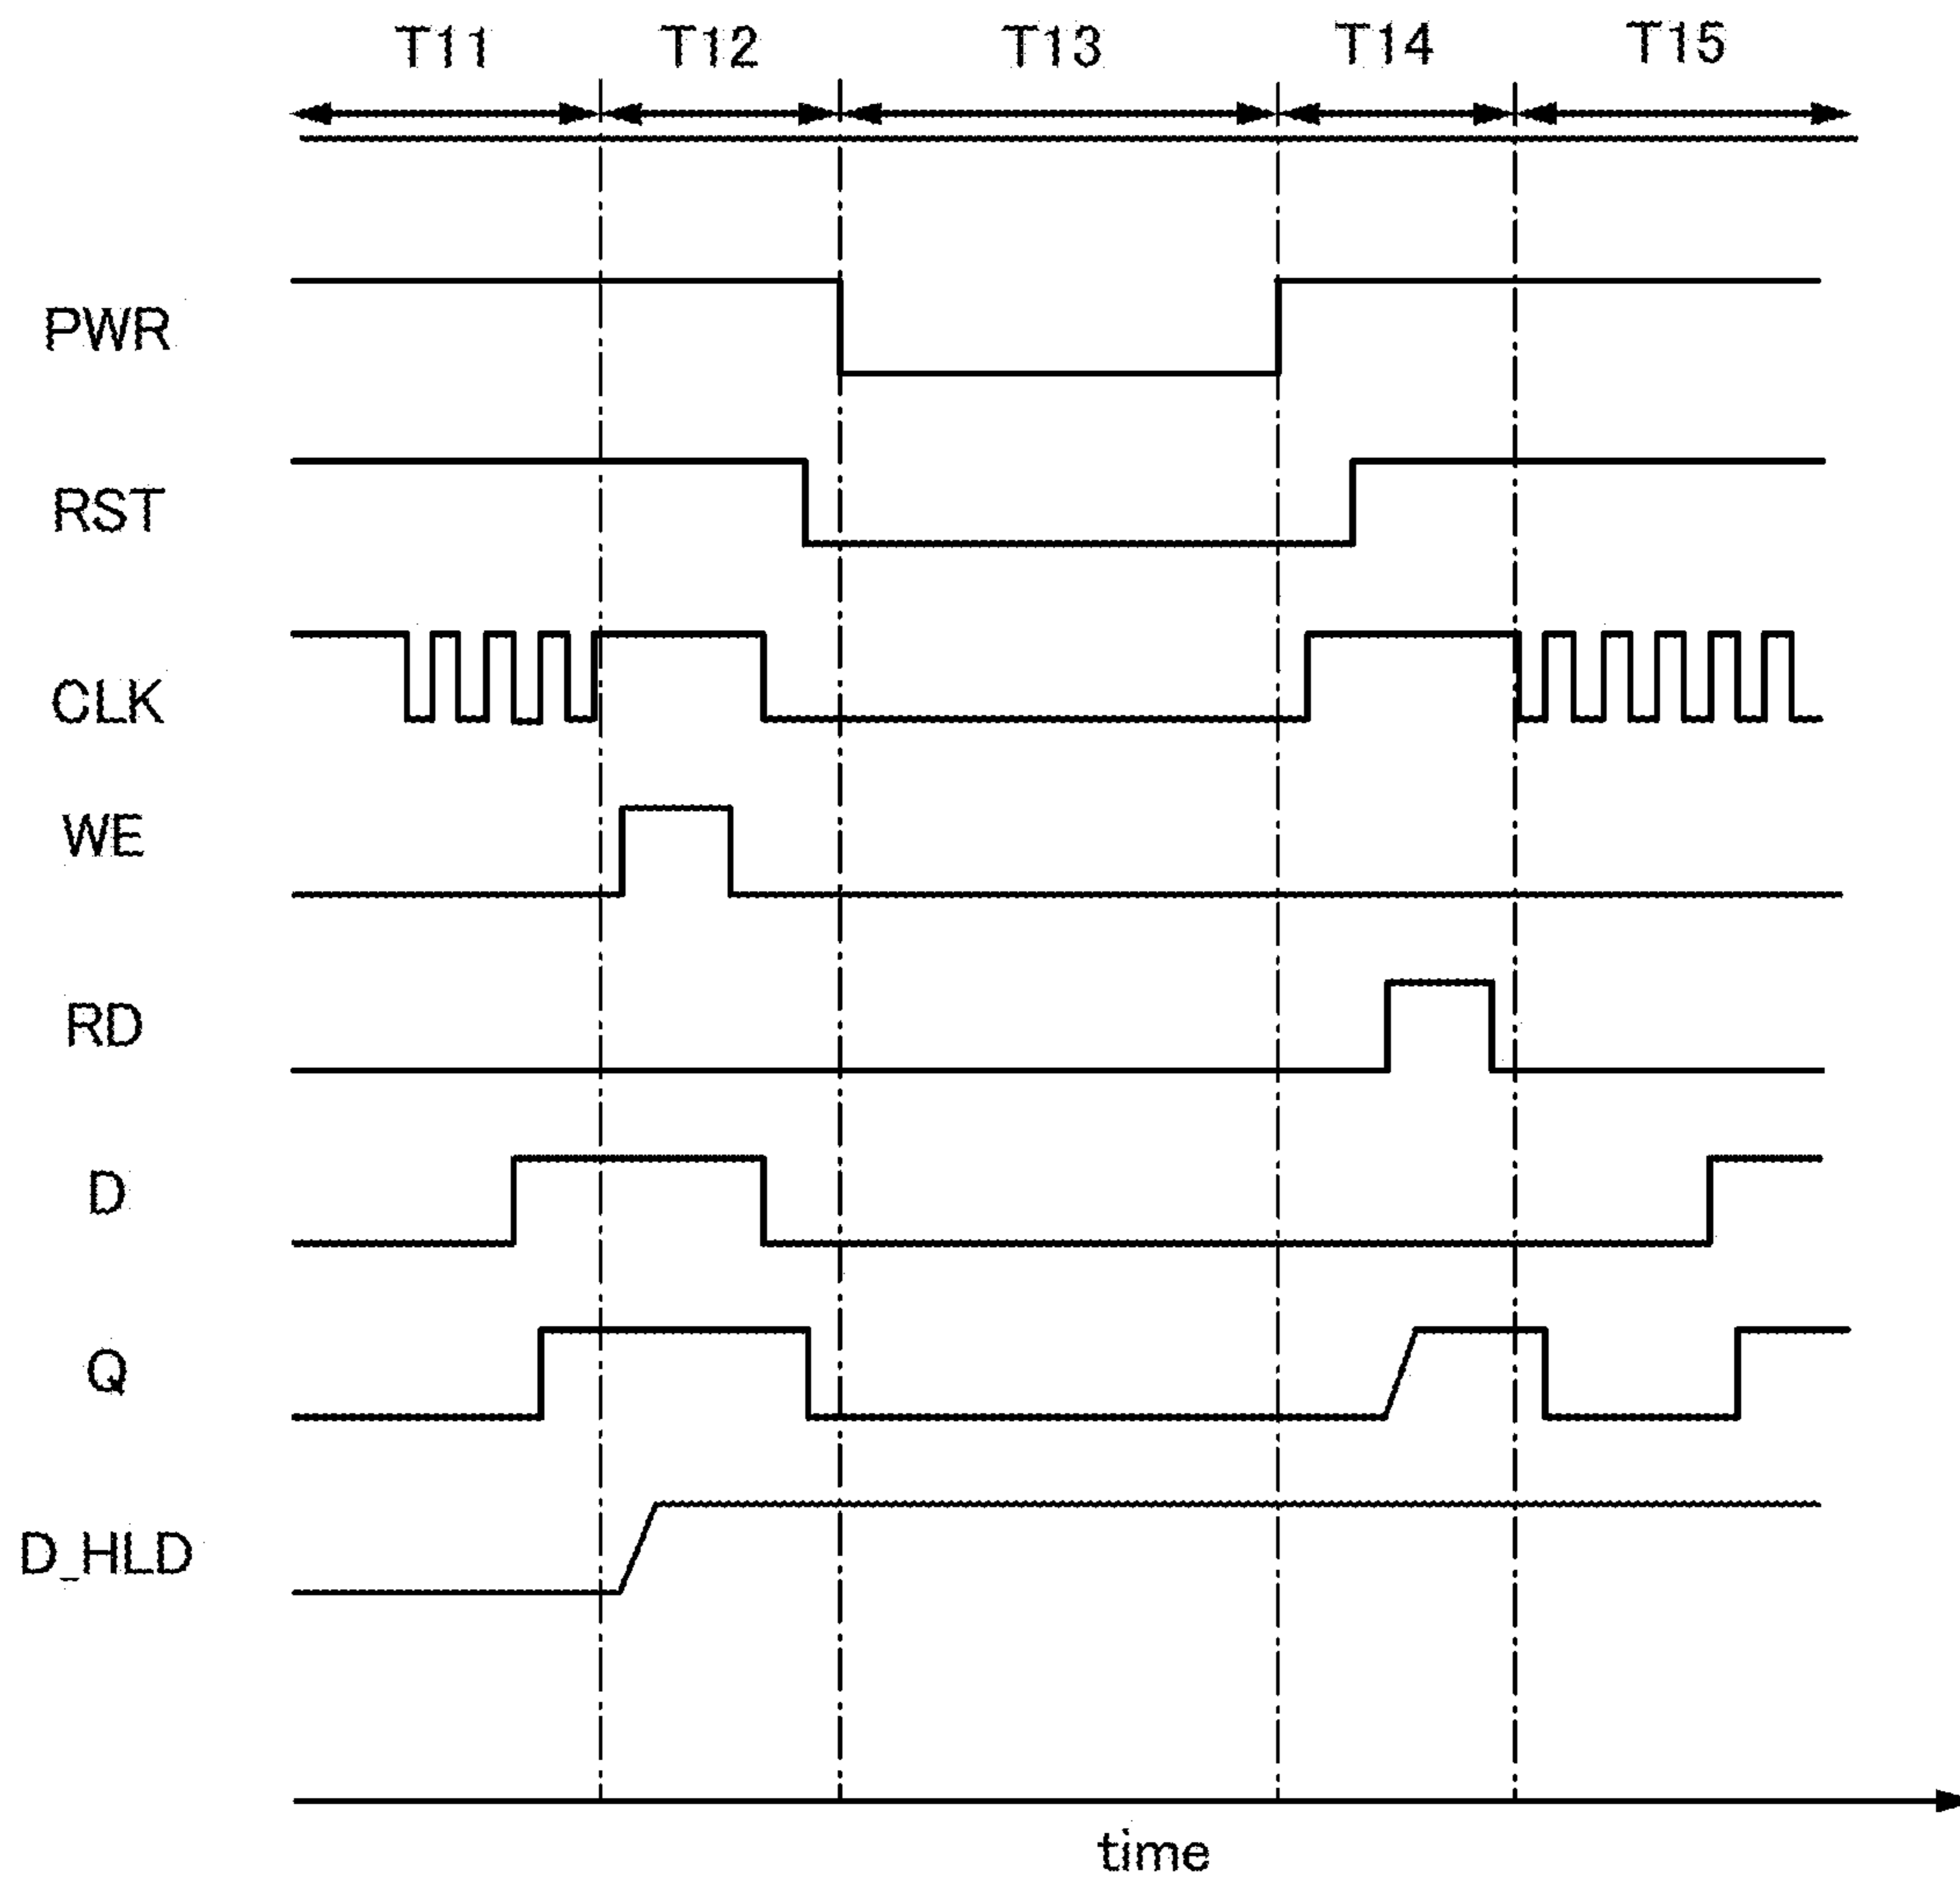 T11 T12 T13 T14 T15
PWR
RST
CLK
WE
RD
D
Q
D_HLD
time